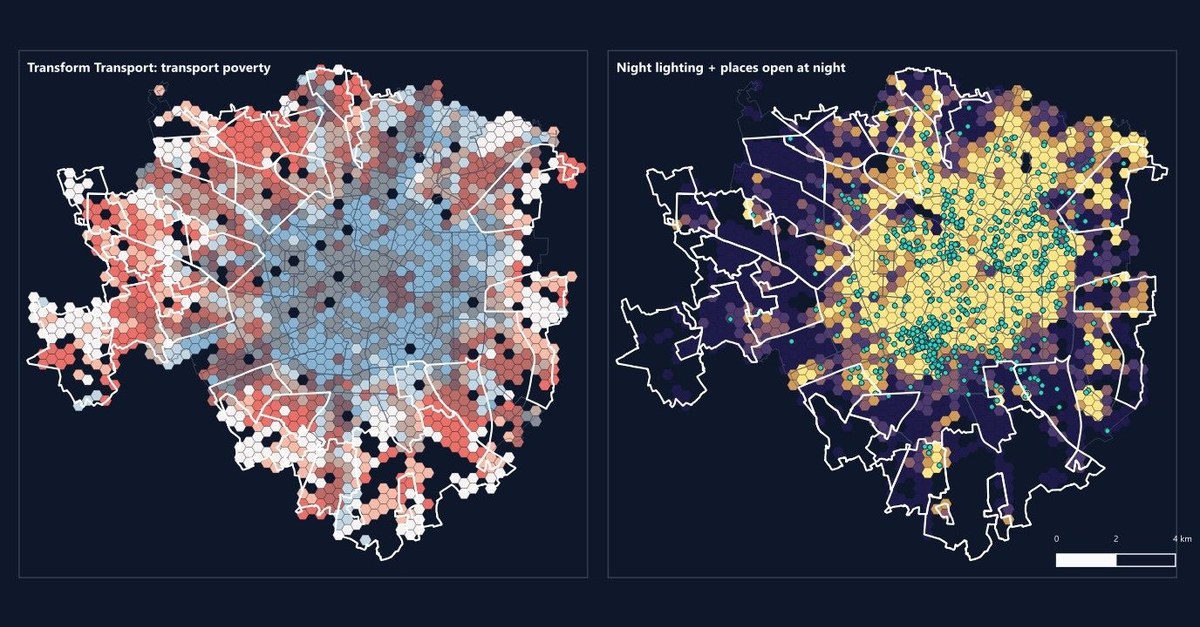 Transform Transport: transport poverty
Night lighting + places open at night
0 2 4 km